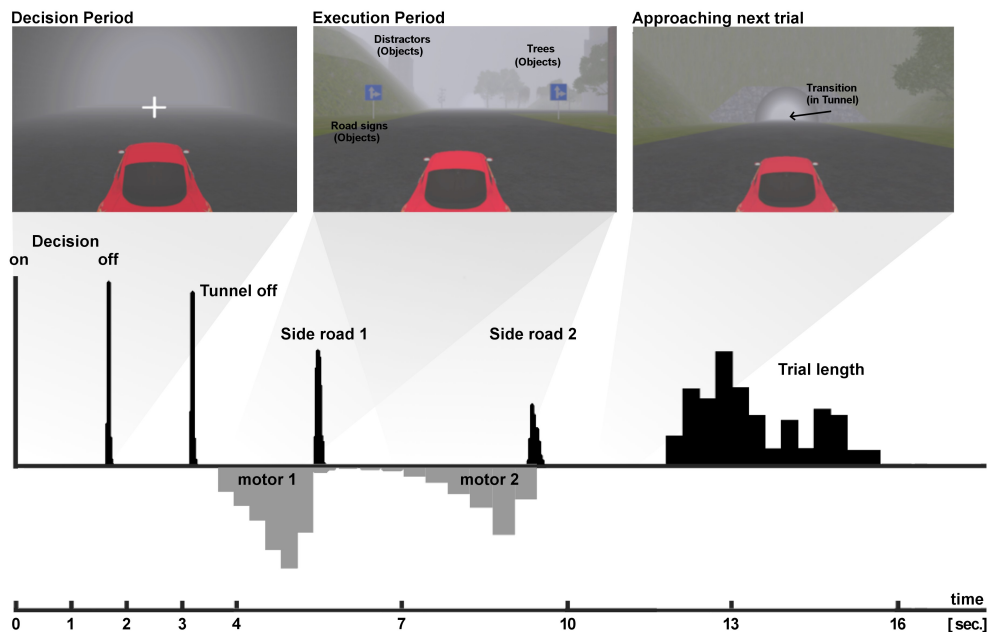 Decision Period
Execution Period
Approaching next trial
Distractors
(Objects)
Trees
(Objects)
Road signs
(Objects)
Transition
(in Tunnel)
Decision
on
off
Tunnel off
Side road 1
Side road 2
Trial length
motor 1
motor 2
time
0 1 2 3 4 7 10 13 16 [sec.]